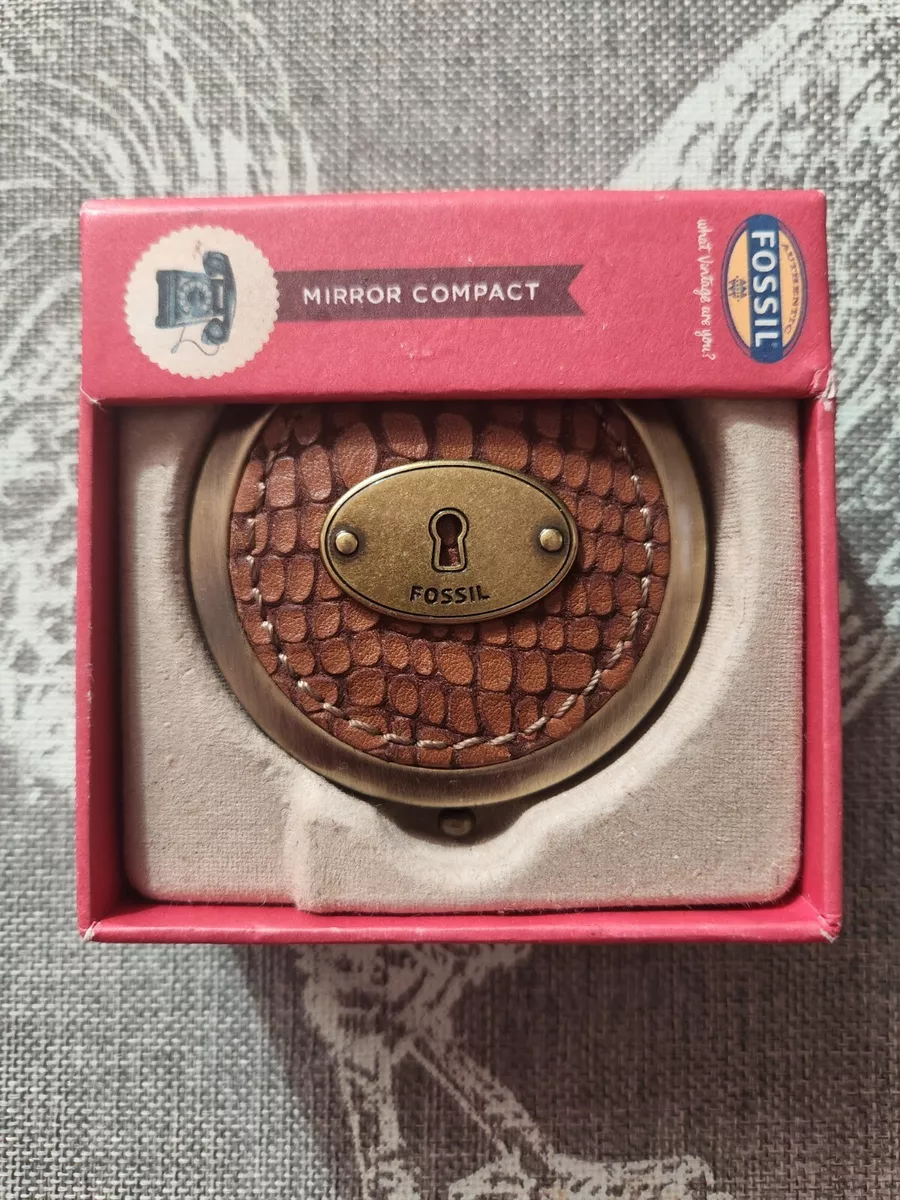 MIRROR COMPACT
what Vintage are you?
AUTHENTIC
FOSSIL
FOSSIL